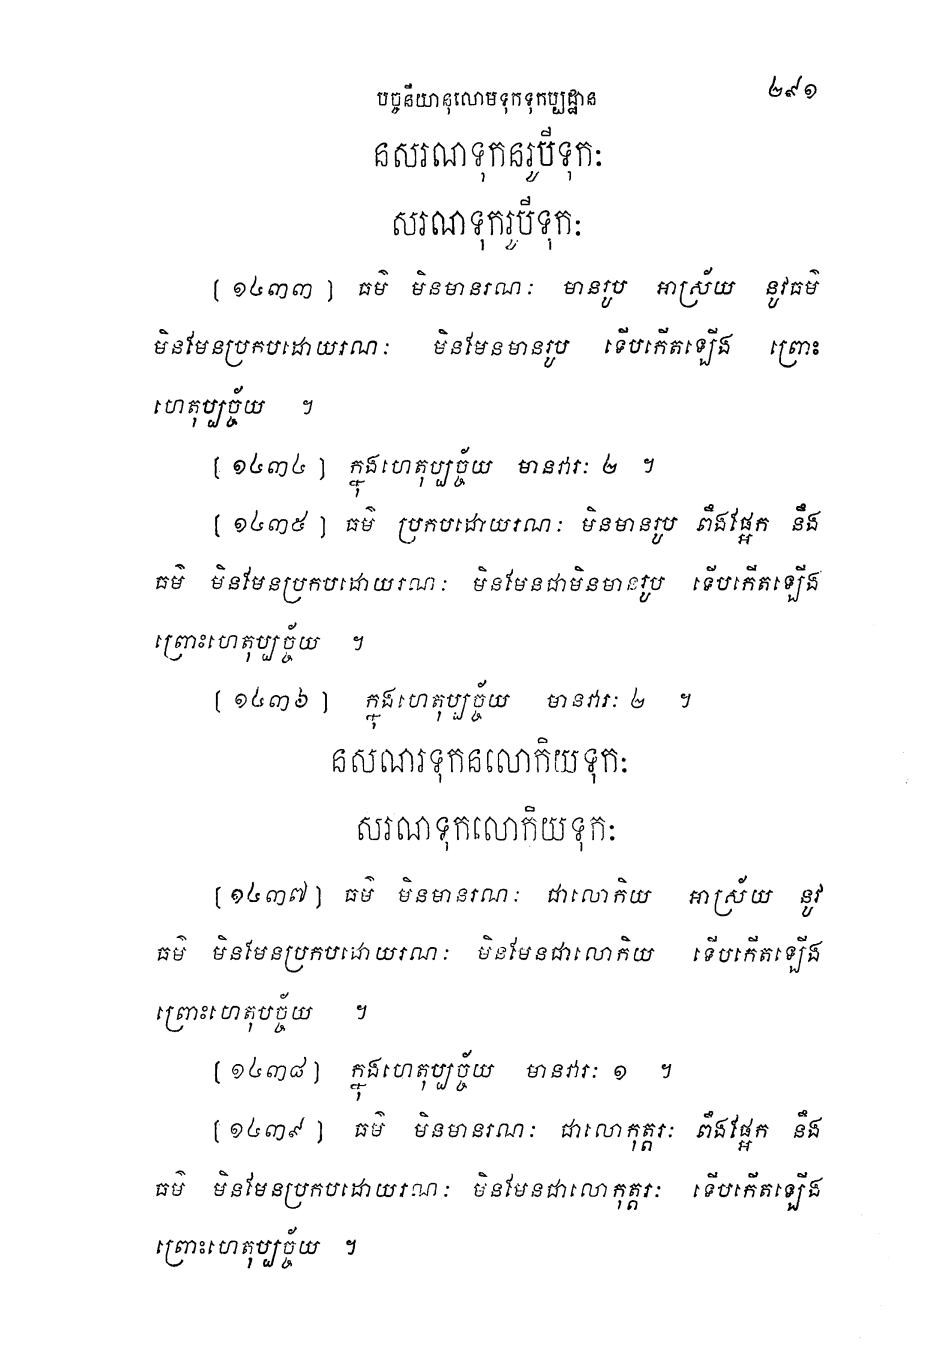 បច្ចនីយានុលោមទុកទុកប្បដ្ឋាន ២៩១
នសរណទុកនរូបីទុកៈ
សរណទុករូបីទុកៈ
[ ១៤៣៣ ] ធម៌ មិនមានរណៈ មានរូប អាស្រ័យ នូវធម៌
មិនមែនប្រកបដោយរណៈ មិនមែនមានរូប ទើបកើតឡើង ព្រោះ
ហេតុប្ប័ច្ច័យ ។
[ ១៤៣៤ ] ក្នុងហេតុប្បច្ច័យ មានវារៈ ២ ។
[ ១៤៣៥ ] ធម៌ ប្រកបដោយរណៈ មិនមានរូប ពឹងផ្អែក នឹង
ធម៌ មិនមែនប្រកបដោយរណៈ មិនមែនជាមិនមានរូប ទើបកើតឡើង
ព្រោះហេតុប្បច្ច័យ ។
[ ១៤៣៦ ] ក្នុងហេតុប្បច្ច័យ មានវារៈ ២ ។
នសណរទុកនលោកិយទុកៈ
សរណទុកលោកិយទុកៈ
[ ១៤៣៧ ] ធម៌ មិនមានរណៈ ជាលោកិយ អាស្រ័យ នូវ
ធម៌ មិនមែនប្រកបដោយរណៈ មិនមែនជាលោកិយ ទើបកើតឡើង
ព្រោះហេតុបច្ច័យ ។
[ ១៤៣៨ ] ក្នុងហេតុប្បច្ច័យ មានវារៈ ១ ។
[ ១៤៣៩ ] ធម៌ មិនមានរណៈ ជាលោកុត្តរៈ ពឹងផ្អែក នឹង
ធម៌ មិនមែនប្រកបដោយរណៈ មិនមែនជាលោកុត្តរៈ ទើបកើតឡើង
ព្រោះហេតុប្បច្ច័យ ។